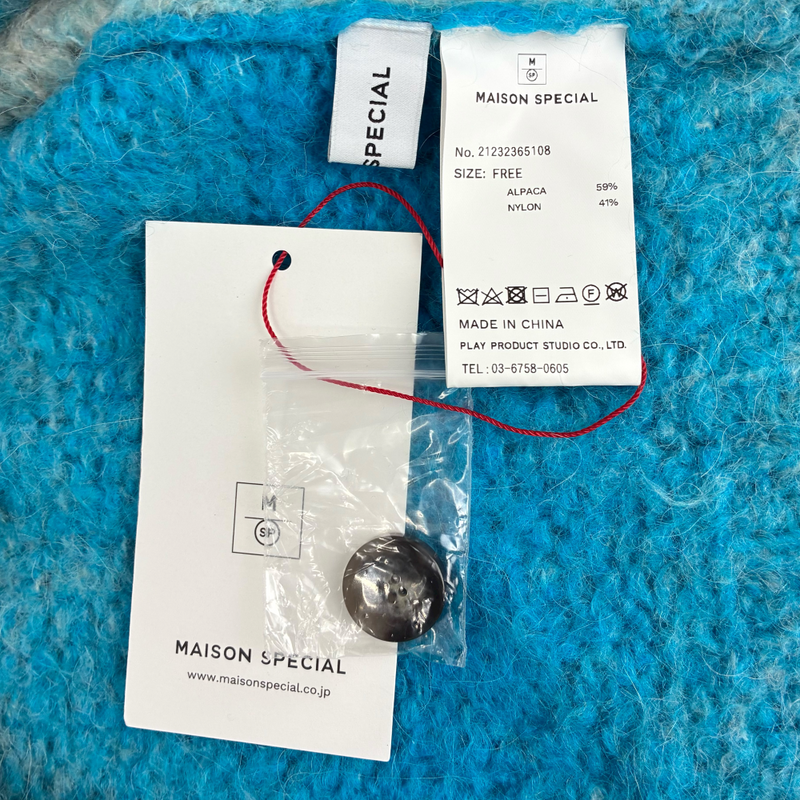 SPECIAL
M
SP
MAISON SPECIAL
No. 21232365108
SIZE: FREE
ALPACA 59%
NYLON 41%
F
W
MADE IN CHINA
PLAY PRODUCT STUDIO CO., LTD.
TEL : 03-6758-0605
M
SP
MAISON SPECIAL
www.maisonspecial.co.jp